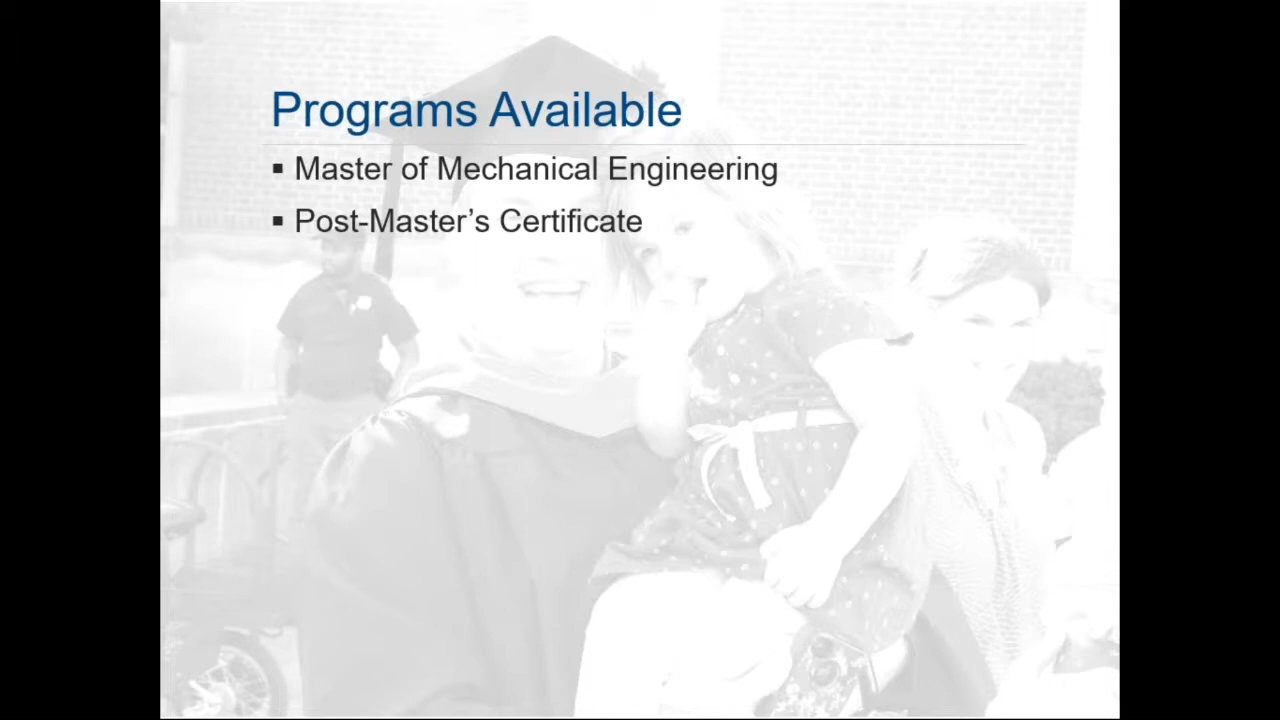 Programs Available
▪ Master of Mechanical Engineering
▪ Post-Master’s Certificate